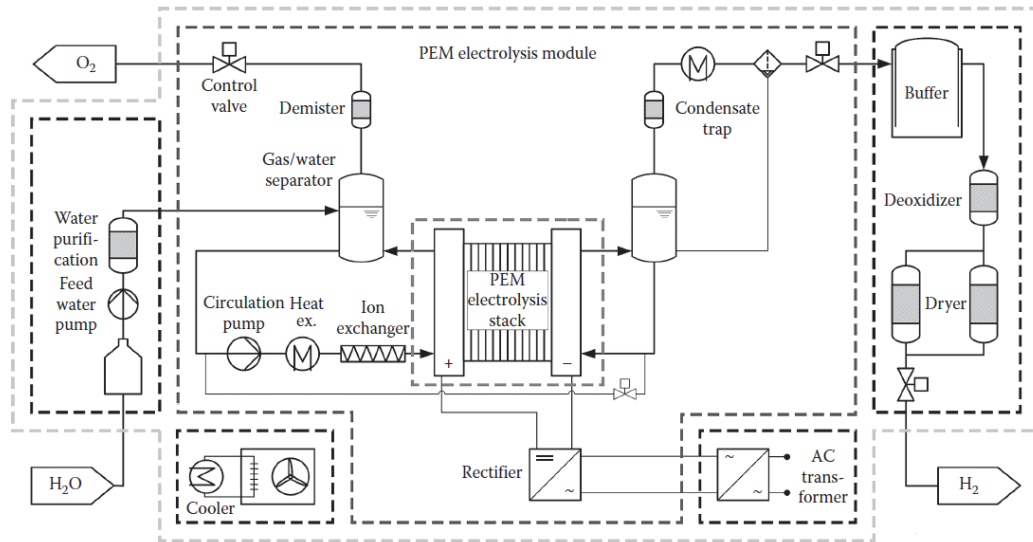 PEM electrolysis module
O2
Control
valve
Demister
Condensate
trap
Buffer
Gas/water
separator
Deoxidizer
Water
purifi-
cation
Feed
water
pump
PEM
electrolysis
stack
Circulation
pump
Heat
ex.
Ion
exchanger
Dryer
M
M
+
−
H2O
Cooler
Rectifier
=
~
~
~
AC
trans-
former
H2